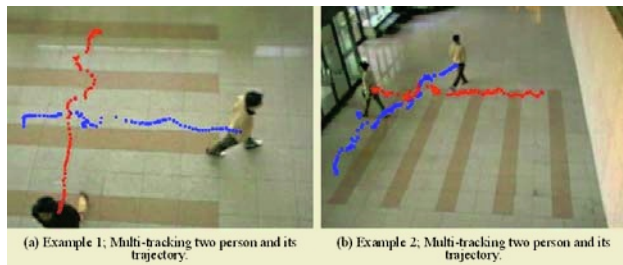 (a) Example 1; Multi-tracking two person and its
trajectory.
(b) Example 2; Multi-tracking two person and its
trajectory.